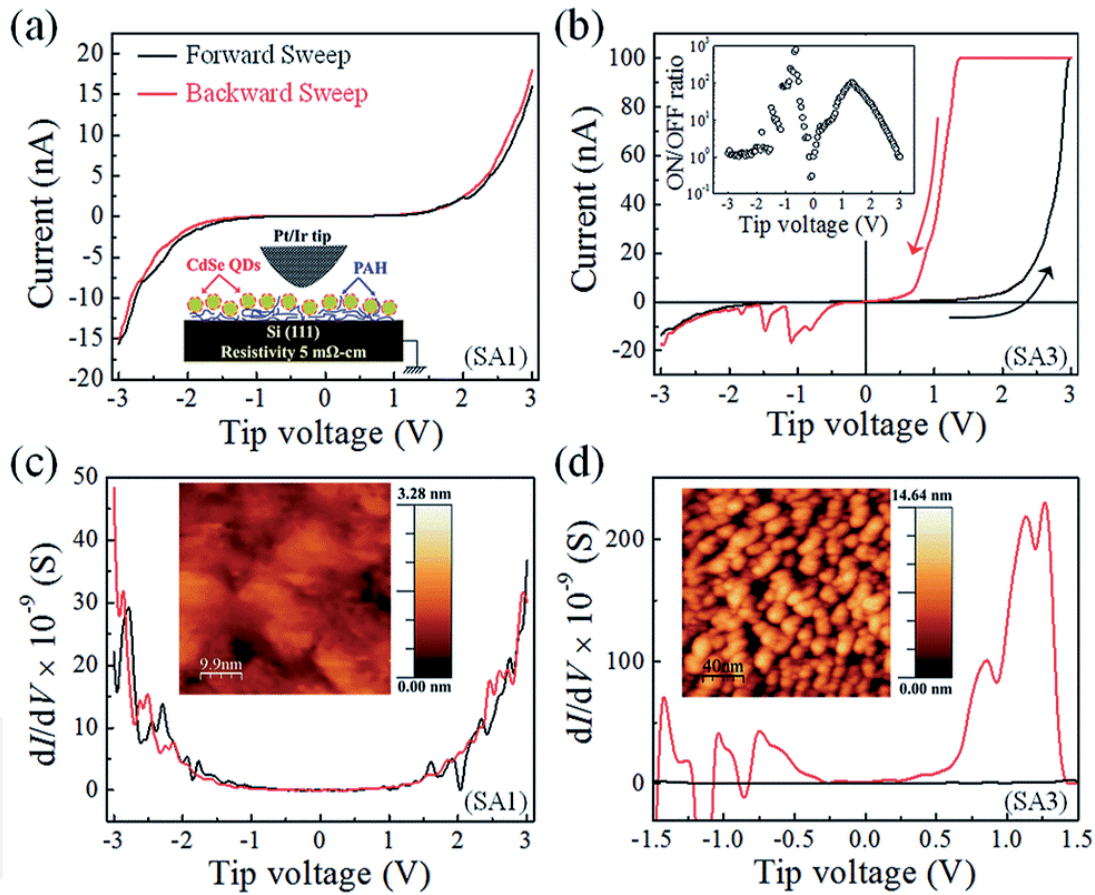 (a)
Forward Sweep
Backward Sweep
Current (nA)
20
15
10
5
0
-5
-10
-15
-20
Pt/Ir tip
CdSe QDs
PAH
Si (111)
Resistivity 5 mΩ-cm
(SA1)
-3 -2 -1 0 1 2 3
Tip voltage (V)
(b)
Current (nA)
100
80
60
40
20
0
-20
ON/OFF ratio
10³
10²
10¹
10⁰
10⁻¹
-3 -2 -1 0 1 2 3
Tip voltage (V)
(SA3)
-3 -2 -1 0 1 2 3
Tip voltage (V)
(c)
dI/dV × 10⁻⁹ (S)
50
40
30
20
10
0
3.28 nm
9.9nm
0.00 nm
(SA1)
-3 -2 -1 0 1 2 3
Tip voltage (V)
(d)
dI/dV × 10⁻⁹ (S)
200
100
0
14.64 nm
40nm
0.00 nm
(SA3)
-1.5 -1.0 -0.5 0.0 0.5 1.0 1.5
Tip voltage (V)